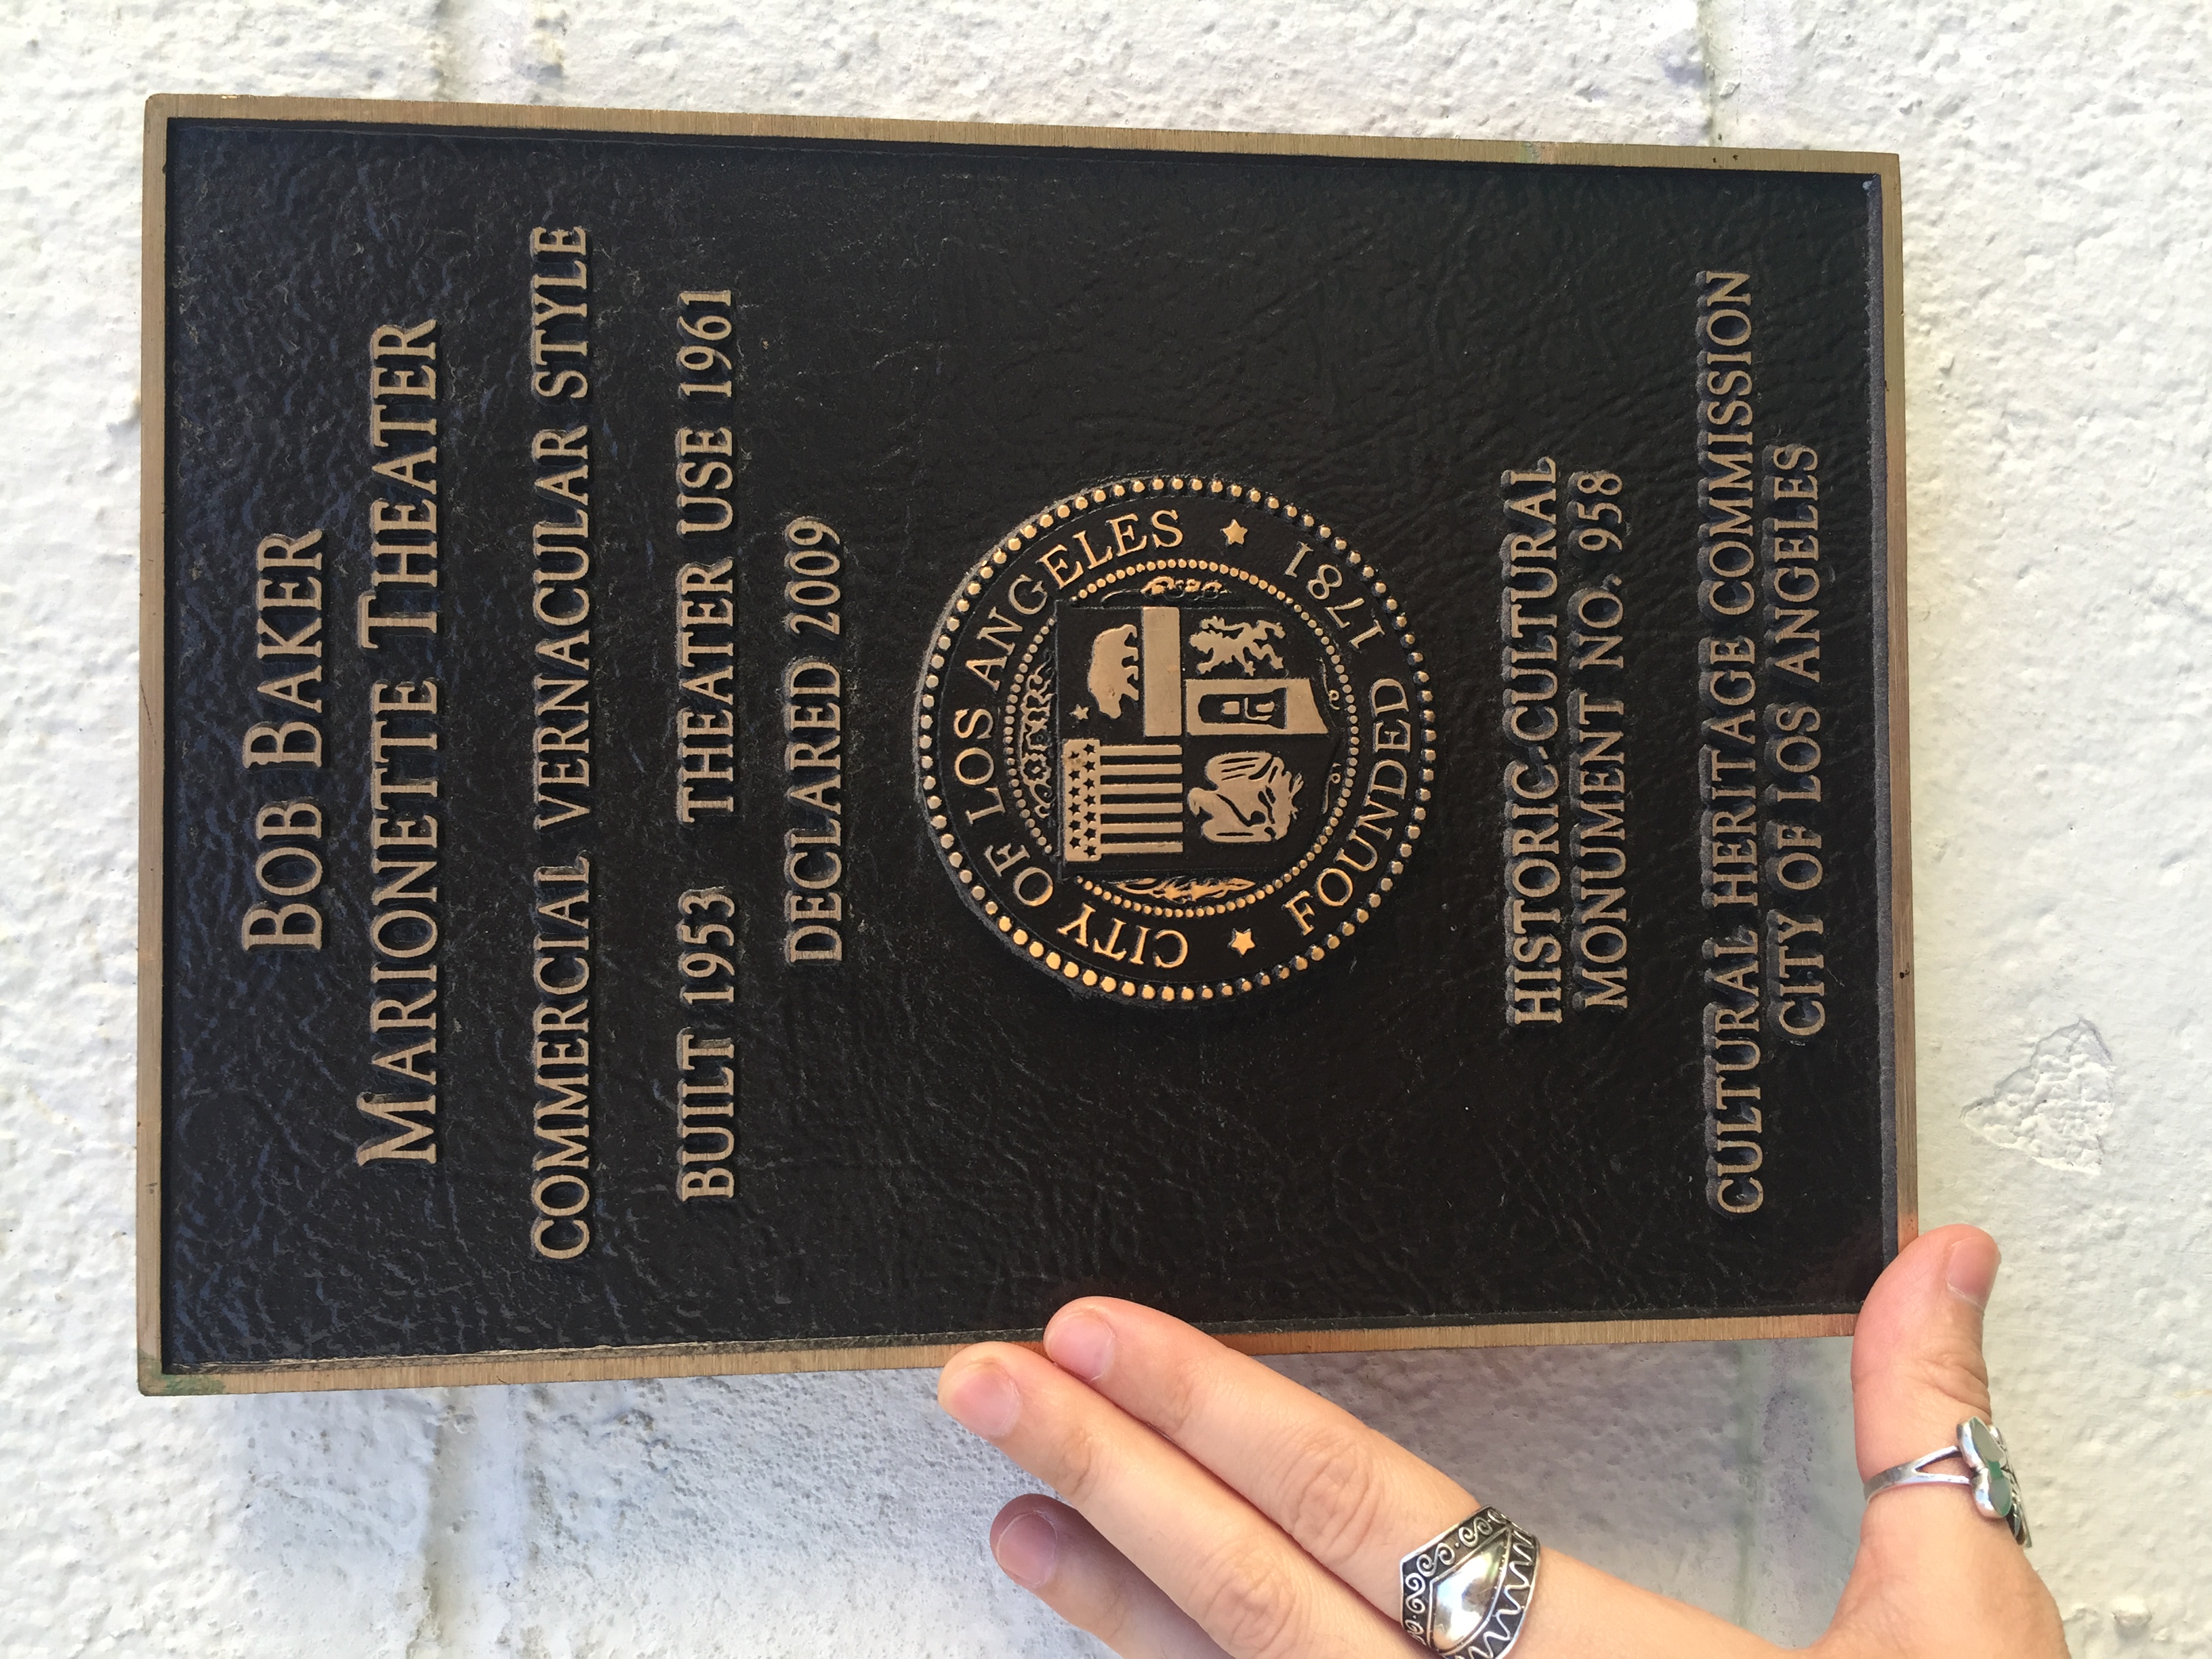 BOB BAKER
MARIONETTE THEATER
COMMERCIAL VERNACULAR STYLE
BUILT 1953 THEATER USE 1961
DECLARED 2009
CITY OF LOS ANGELES
FOUNDED 1781
HISTORIC-CULTURAL
MONUMENT NO. 958
CULTURAL HERITAGE COMMISSION
CITY OF LOS ANGELES